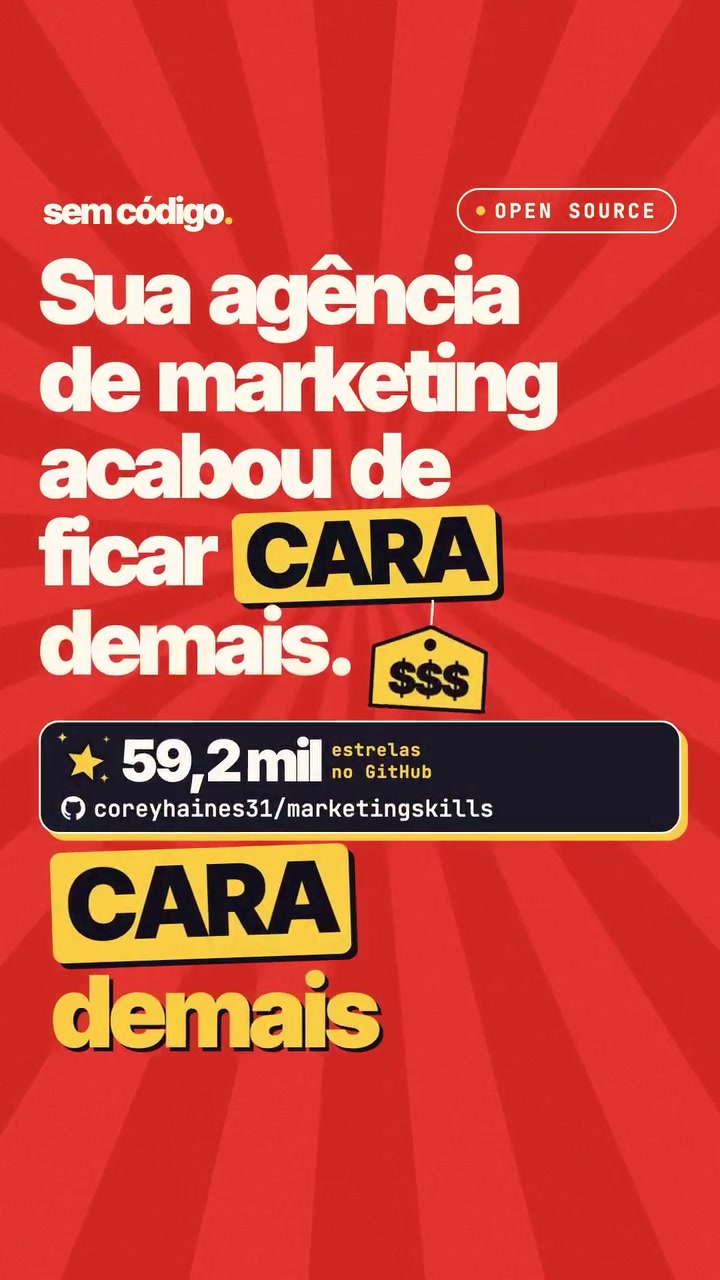 sem código.
OPEN SOURCE
Sua agência
de marketing
acabou de
ficar CARA
demais.
$$$
59,2 mil estrelas
no GitHub
coreyhaines31/marketingskills
CARA
demais